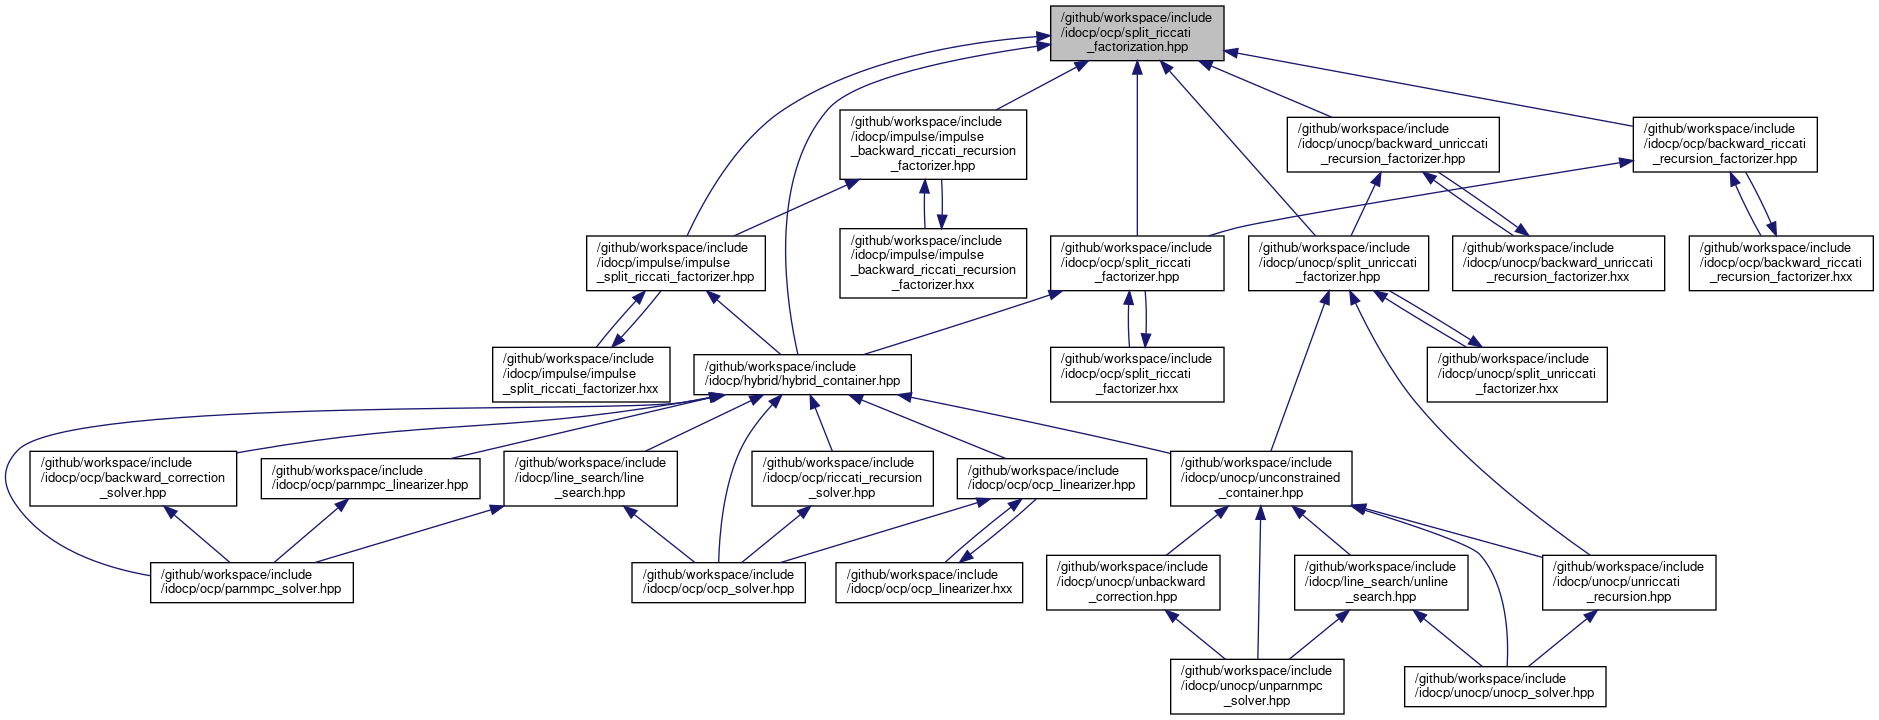 /github/workspace/include
/idocp/ocp/split_riccati
_factorization.hpp
/github/workspace/include
/idocp/impulse/impulse
_backward_riccati_recursion
_factorizer.hpp
/github/workspace/include
/idocp/unocp/backward_unriccati
_recursion_factorizer.hpp
/github/workspace/include
/idocp/ocp/backward_riccati
_recursion_factorizer.hpp
/github/workspace/include
/idocp/impulse/impulse
_split_riccati_factorizer.hpp
/github/workspace/include
/idocp/impulse/impulse
_backward_riccati_recursion
_factorizer.hxx
/github/workspace/include
/idocp/ocp/split_riccati
_factorizer.hpp
/github/workspace/include
/idocp/unocp/split_unriccati
_factorizer.hpp
/github/workspace/include
/idocp/unocp/backward_unriccati
_recursion_factorizer.hxx
/github/workspace/include
/idocp/ocp/backward_riccati
_recursion_factorizer.hxx
/github/workspace/include
/idocp/impulse/impulse
_split_riccati_factorizer.hxx
/github/workspace/include
/idocp/hybrid/hybrid_container.hpp
/github/workspace/include
/idocp/ocp/split_riccati
_factorizer.hxx
/github/workspace/include
/idocp/unocp/split_unriccati
_factorizer.hxx
/github/workspace/include
/idocp/ocp/backward_correction
_solver.hpp
/github/workspace/include
/idocp/ocp/parnmpc_linearizer.hpp
/github/workspace/include
/idocp/line_search/line
_search.hpp
/github/workspace/include
/idocp/ocp/riccati_recursion
_solver.hpp
/github/workspace/include
/idocp/ocp/ocp_linearizer.hpp
/github/workspace/include
/idocp/unocp/unconstrained
_container.hpp
/github/workspace/include
/idocp/ocp/parnmpc_solver.hpp
/github/workspace/include
/idocp/ocp/ocp_solver.hpp
/github/workspace/include
/idocp/ocp/ocp_linearizer.hxx
/github/workspace/include
/idocp/unocp/unbackward
_correction.hpp
/github/workspace/include
/idocp/line_search/unline
_search.hpp
/github/workspace/include
/idocp/unocp/unriccati
_recursion.hpp
/github/workspace/include
/idocp/unocp/unparnmpc
_solver.hpp
/github/workspace/include
/idocp/unocp/unocp_solver.hpp